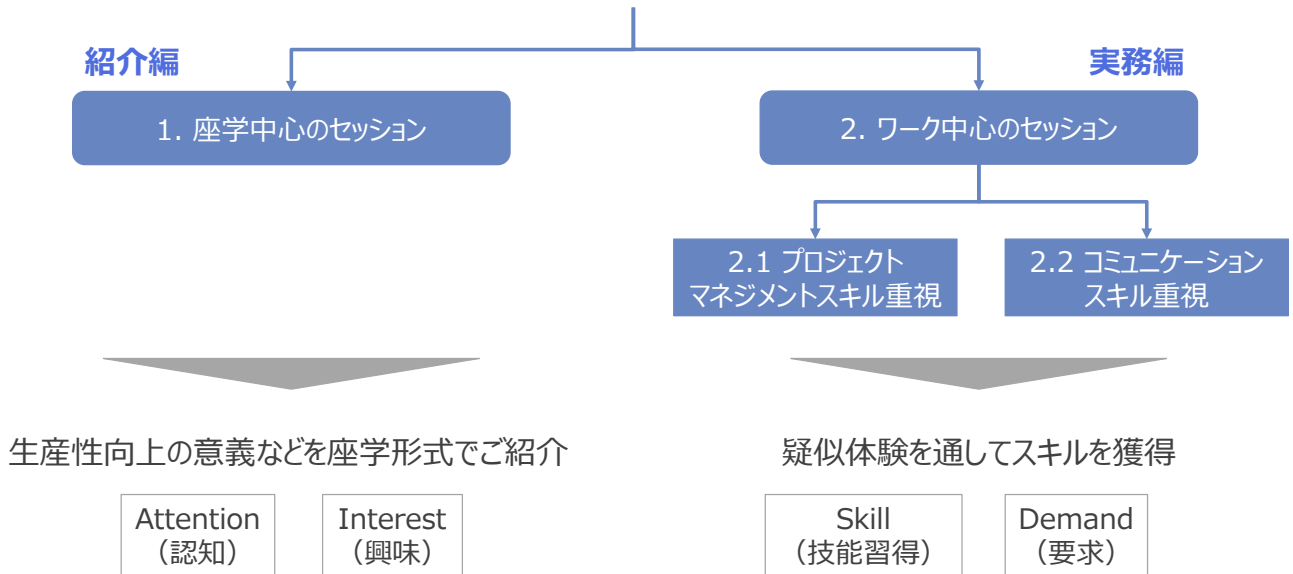 紹介編
実務編
1. 座学中心のセッション
2. ワーク中心のセッション
2.1 プロジェクト
マネジメントスキル重視
2.2 コミュニケーション
スキル重視
生産性向上の意義などを座学形式でご紹介
疑似体験を通してスキルを獲得
Attention
（認知）
Interest
（興味）
Skill
（技能習得）
Demand
（要求）